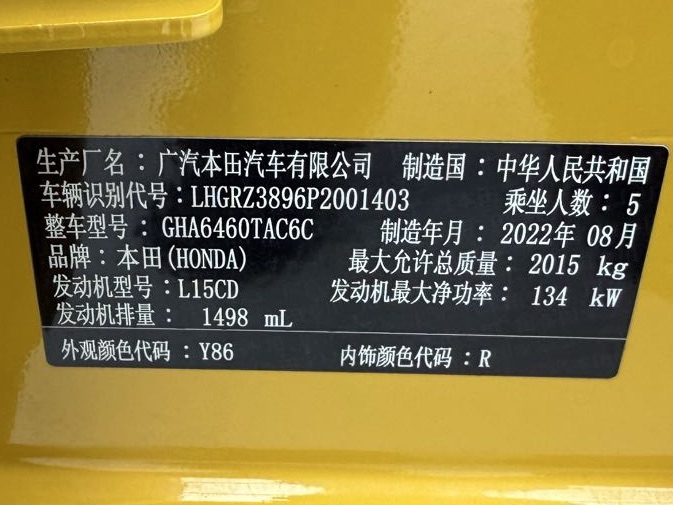 生产厂名：广汽本田汽车有限公司 制造国：中华人民共和国
车辆识别代号：LHGRZ3896P2001403 乘坐人数：5
整车型号：GHA6460TAC6C 制造年月：2022年 08月
品牌：本田(HONDA) 最大允许总质量：2015 kg
发动机型号：L15CD 发动机最大净功率：134 kW
发动机排量：1498 mL
外观颜色代码：Y86 内饰颜色代码：R